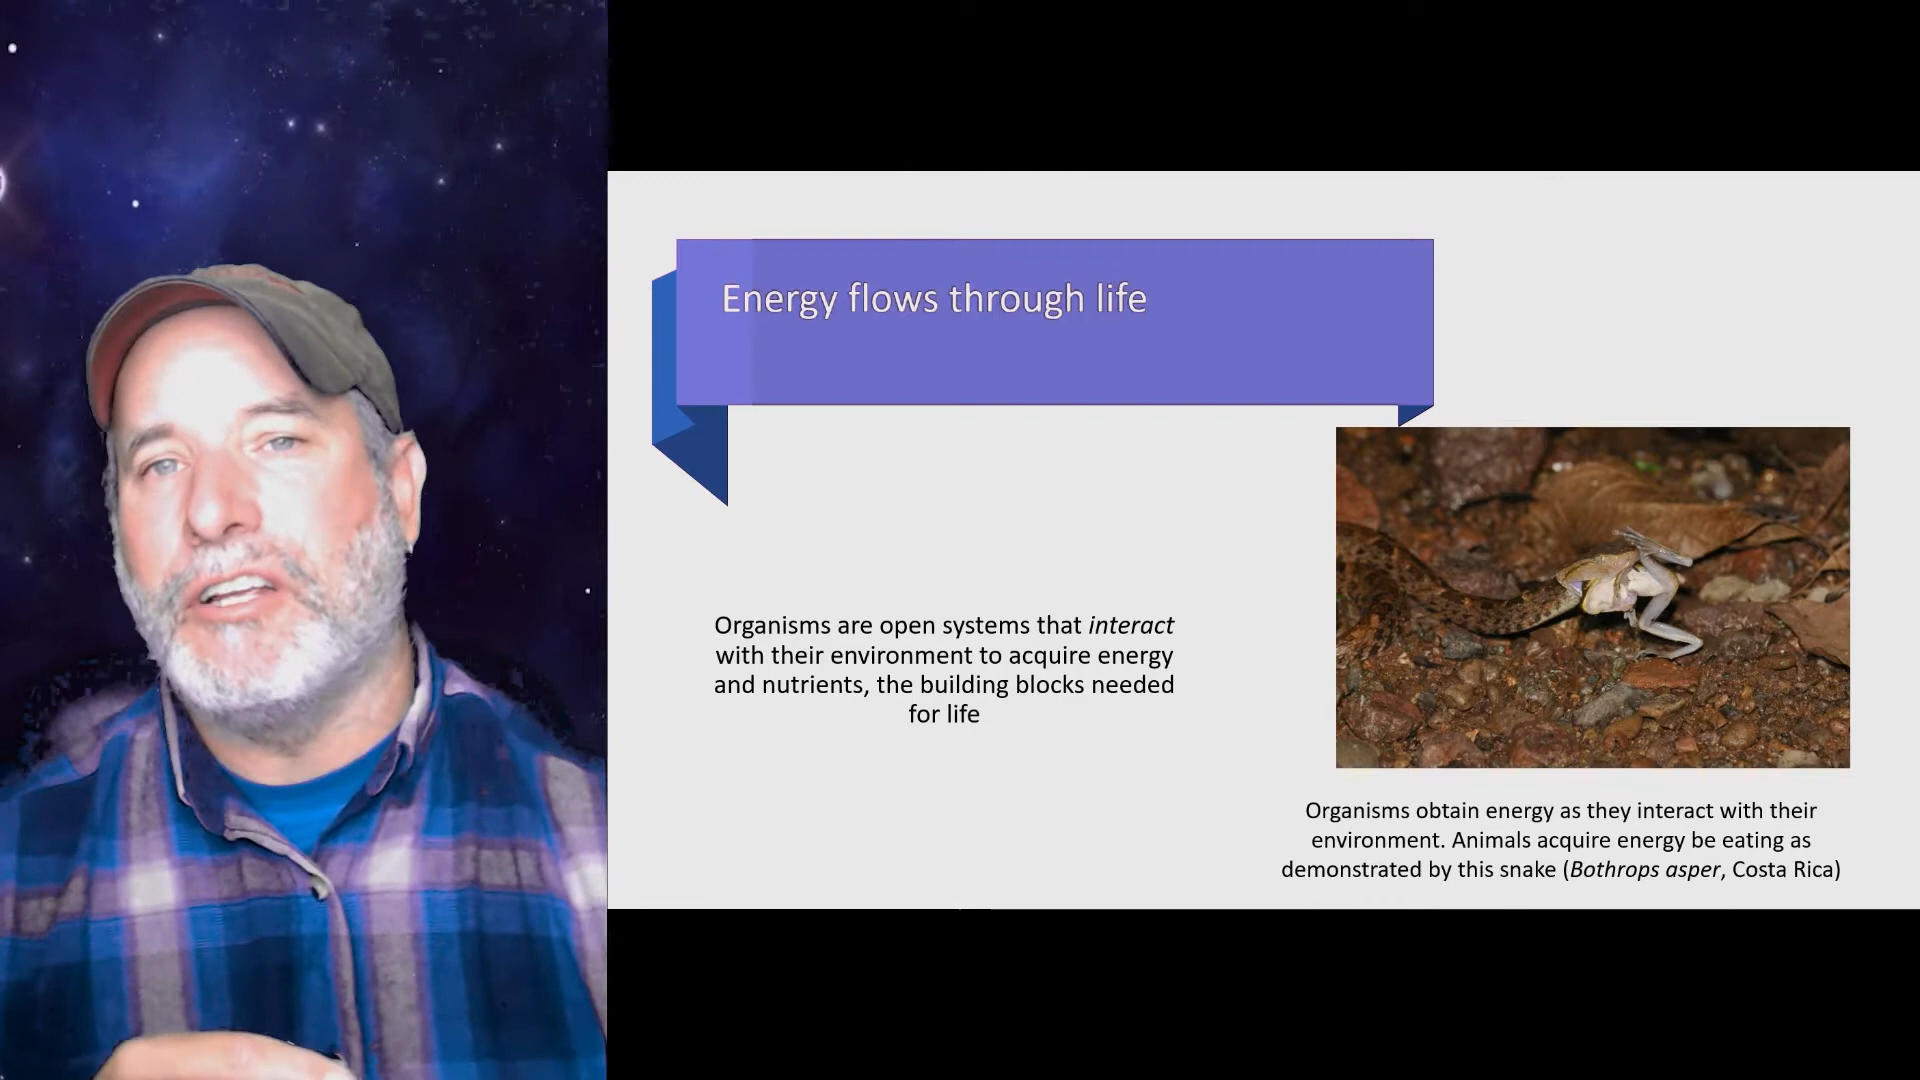 Energy flows through life
Organisms are open systems that interact
with their environment to acquire energy
and nutrients, the building blocks needed
for life
Organisms obtain energy as they interact with their
environment. Animals acquire energy be eating as
demonstrated by this snake (Bothrops asper, Costa Rica)